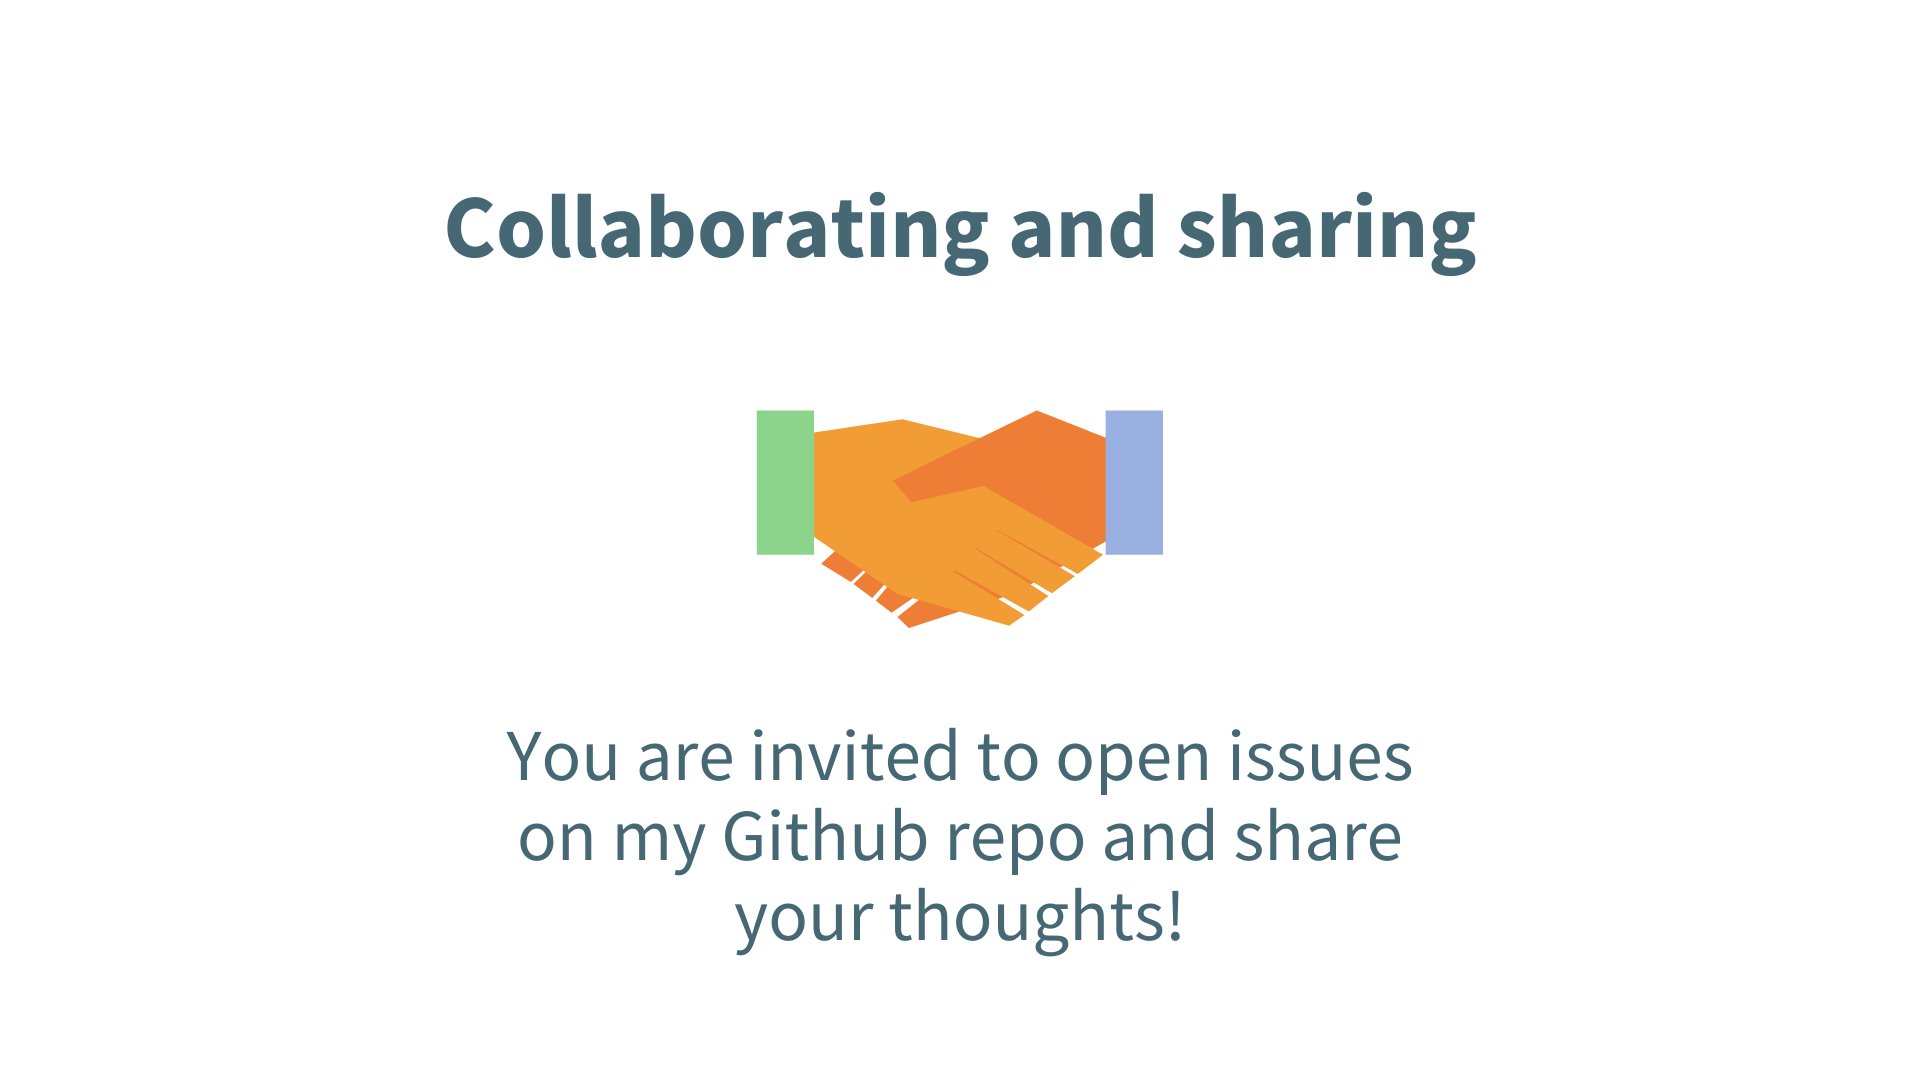 Collaborating and sharing
You are invited to open issues
on my Github repo and share
your thoughts!